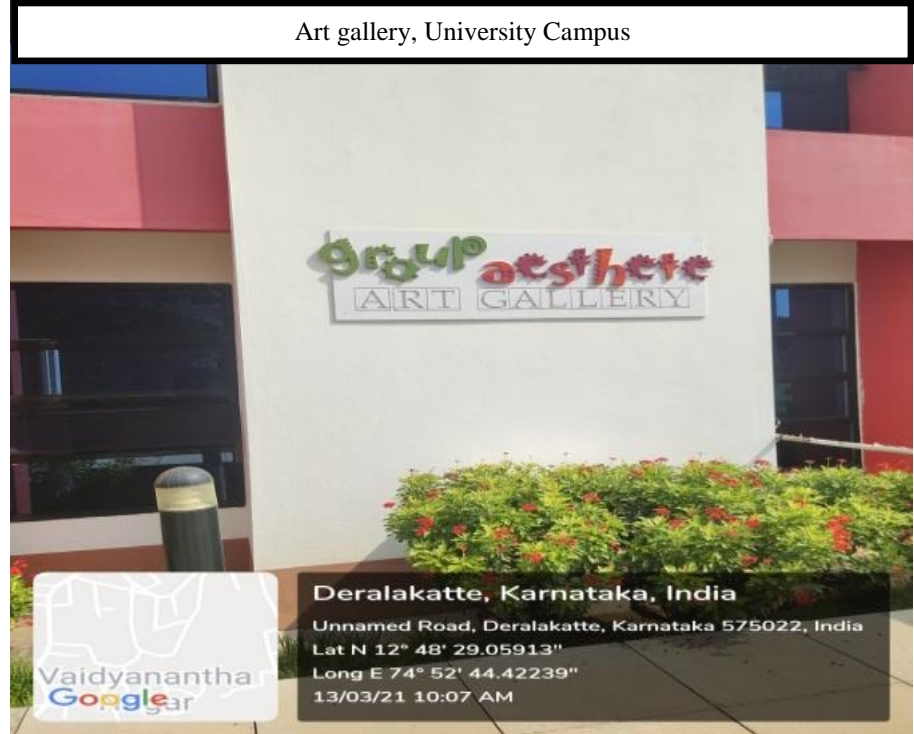 Art gallery, University Campus
group aesthete
ART GALLERY
Deralakatte, Karnataka, India
Unnamed Road, Deralakatte, Karnataka 575022, India
Lat N 12° 48' 29.05913"
Long E 74° 52' 44.42239"
13/03/21 10:07 AM
Vaidyanantha
Google
gar